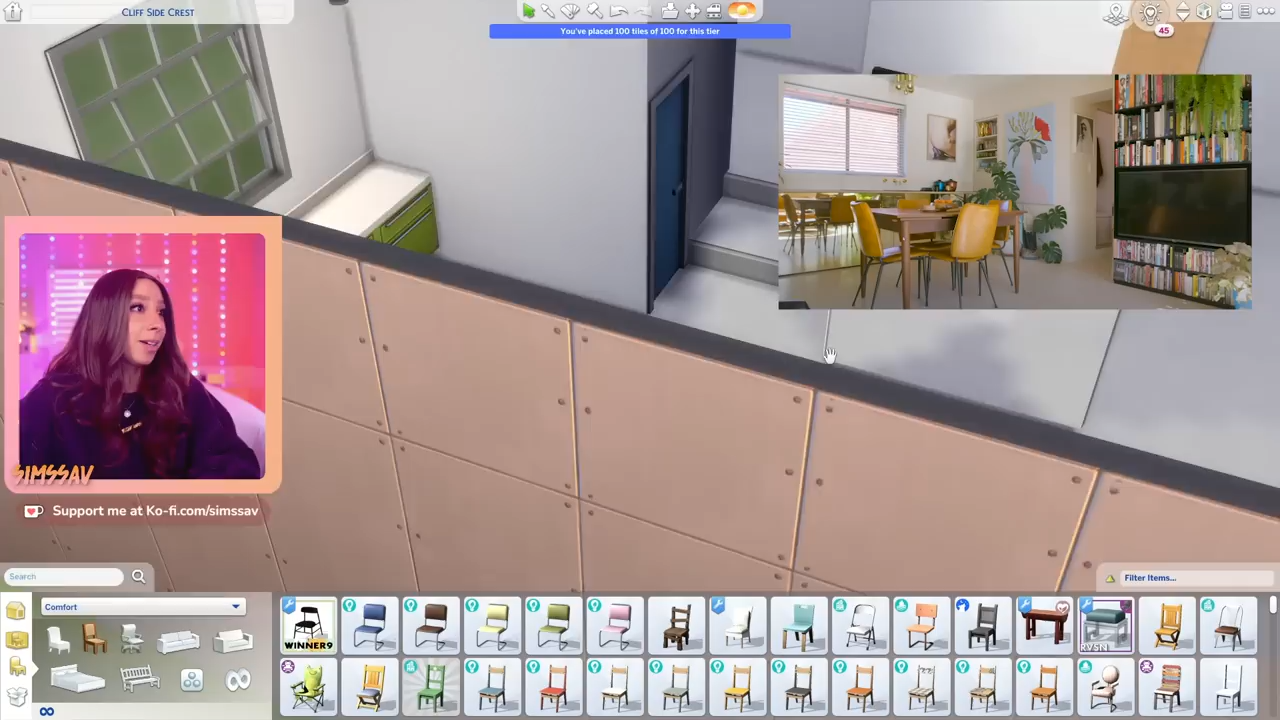 CLIFF SIDE CREST
You've placed 100 tiles of 100 for this tier
45
SIMSSAV
Support me at Ko-fi.com/simssav
Search
Filter Items...
Comfort
WINNER9
RVSN